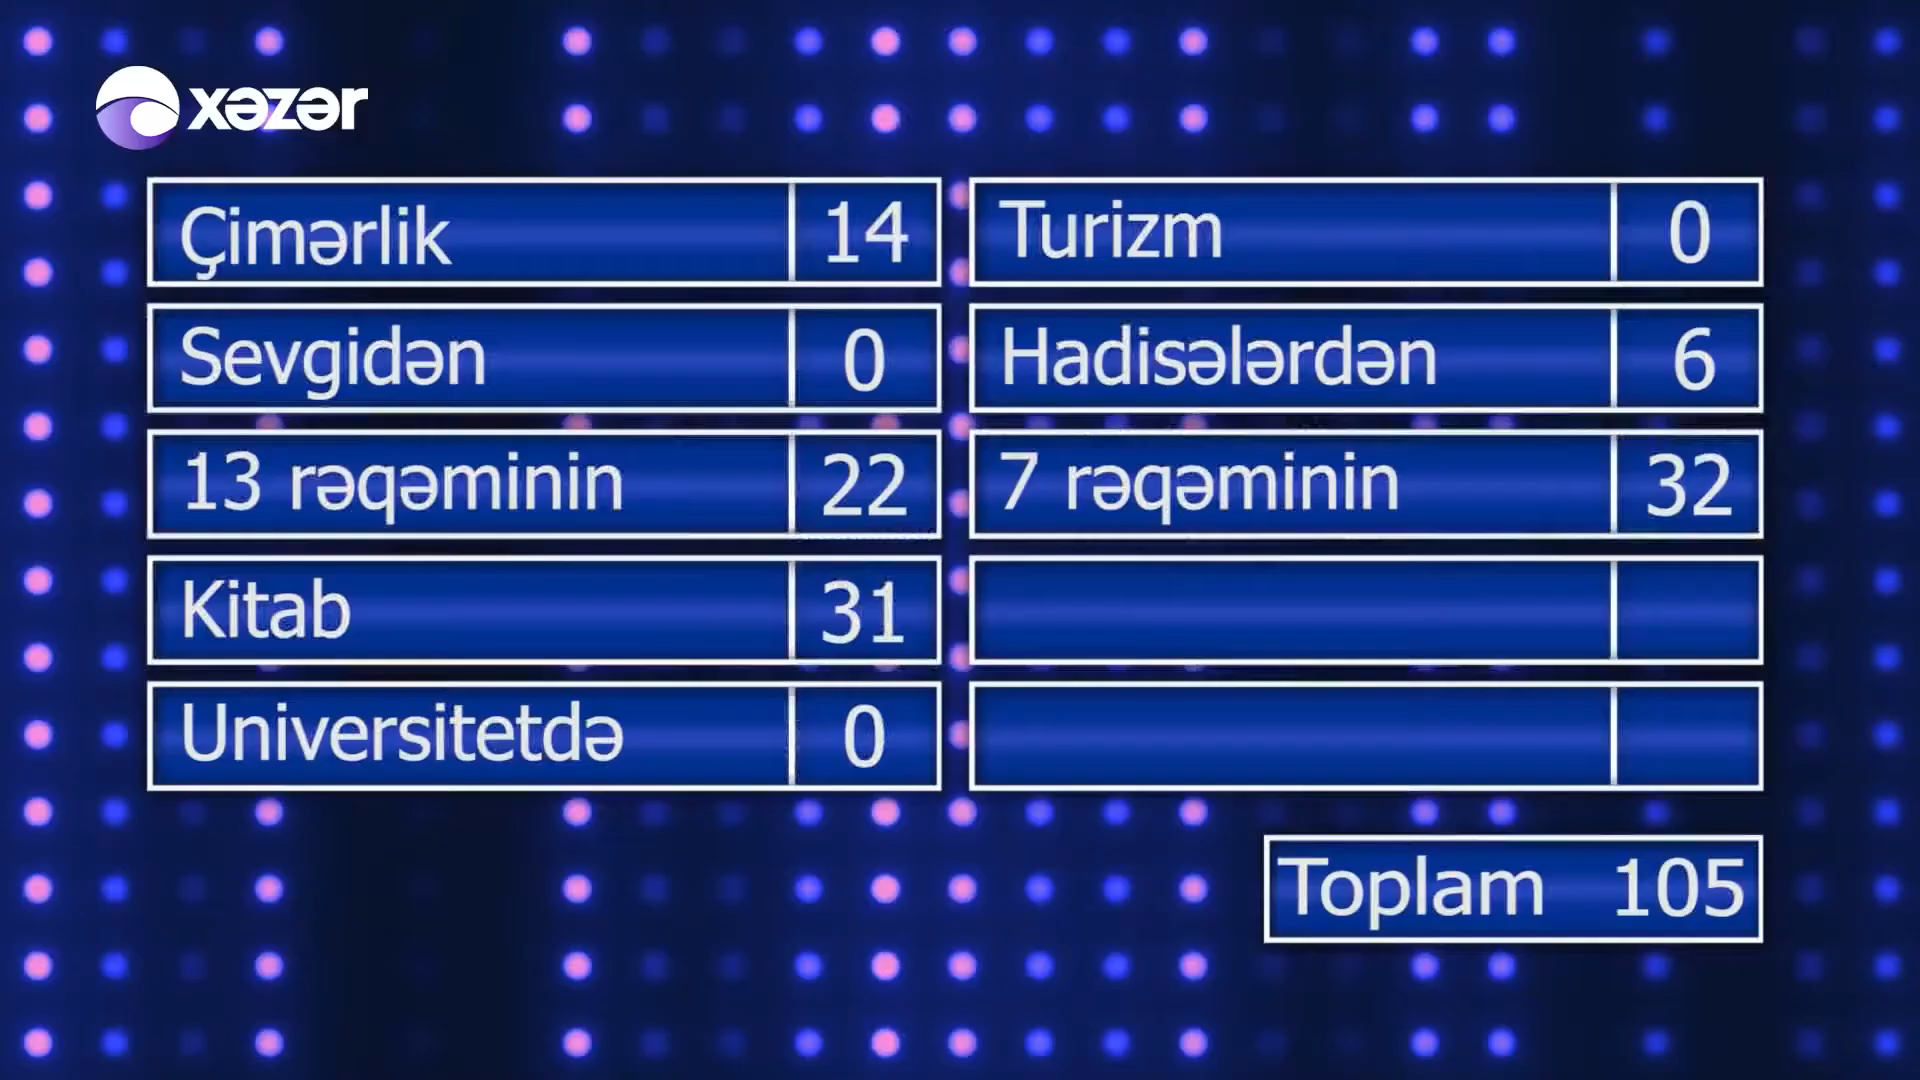 xəzər
Çimərlik 14
Sevgidən 0
13 rəqəminin 22
Kitab 31
Universitetdə 0
Turizm 0
Hadisələrdən 6
7 rəqəminin 32
Toplam 105